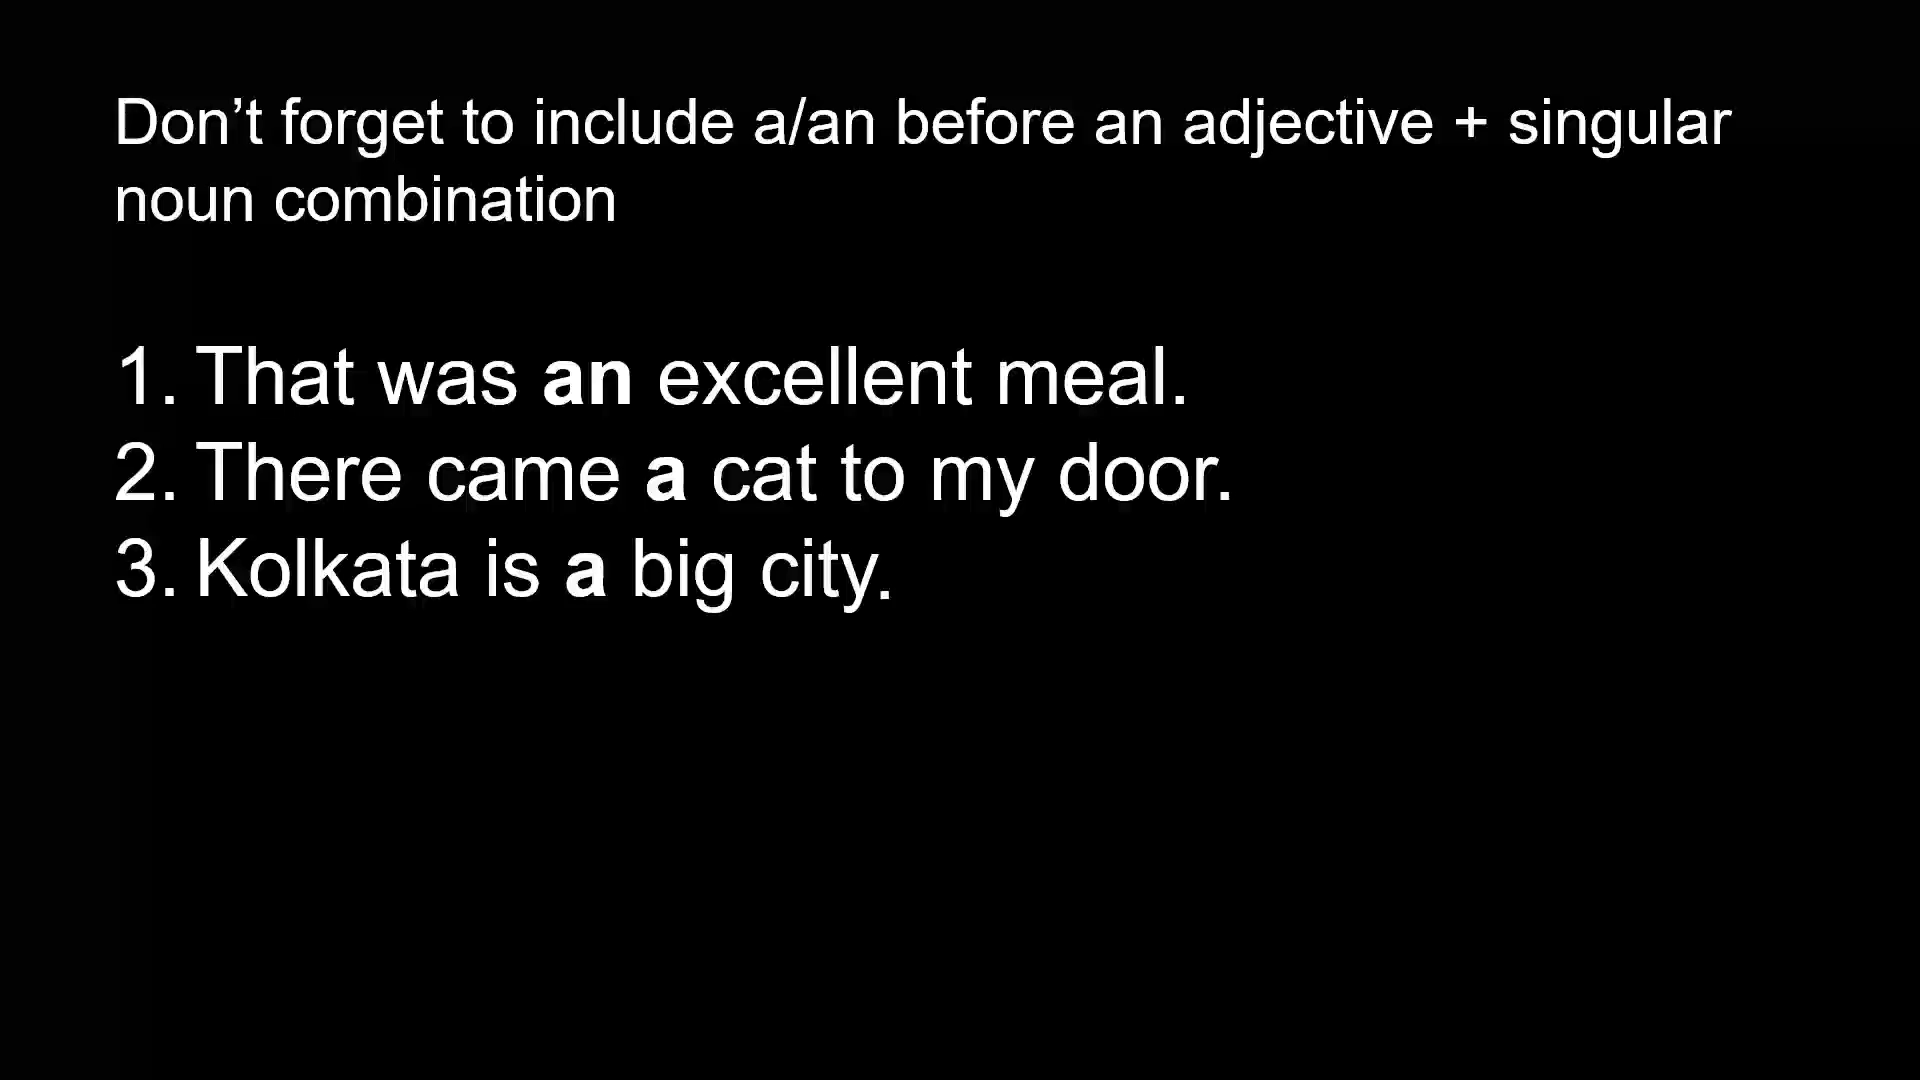 Don’t forget to include a/an before an adjective + singular
noun combination
1. That was an excellent meal.
2. There came a cat to my door.
3. Kolkata is a big city.